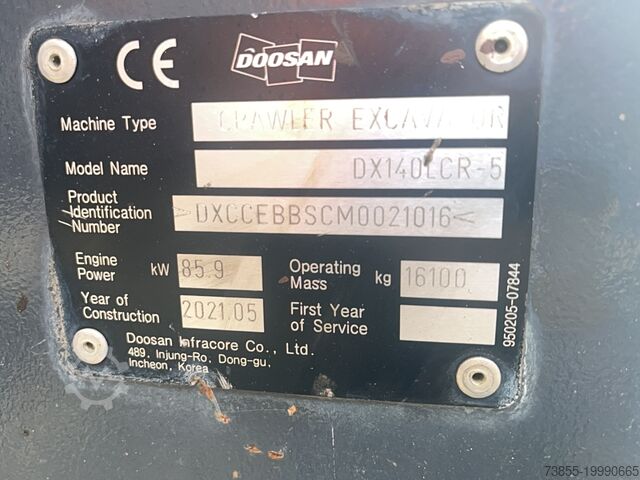 CE
DOOSAN
Machine Type CRAWLER EXCAVATOR
Model Name DX140LCR-5
Product
Identification
Number >DXCCEBBSCM0021016<
Engine
Power kW 85.9 Operating
Mass kg 16100
Year of
Construction 2021.05 First Year
of Service
Doosan Infracore Co., Ltd.
489, Injung-Ro, Dong-gu,
Incheon, Korea
950205-07844
73855-19990665